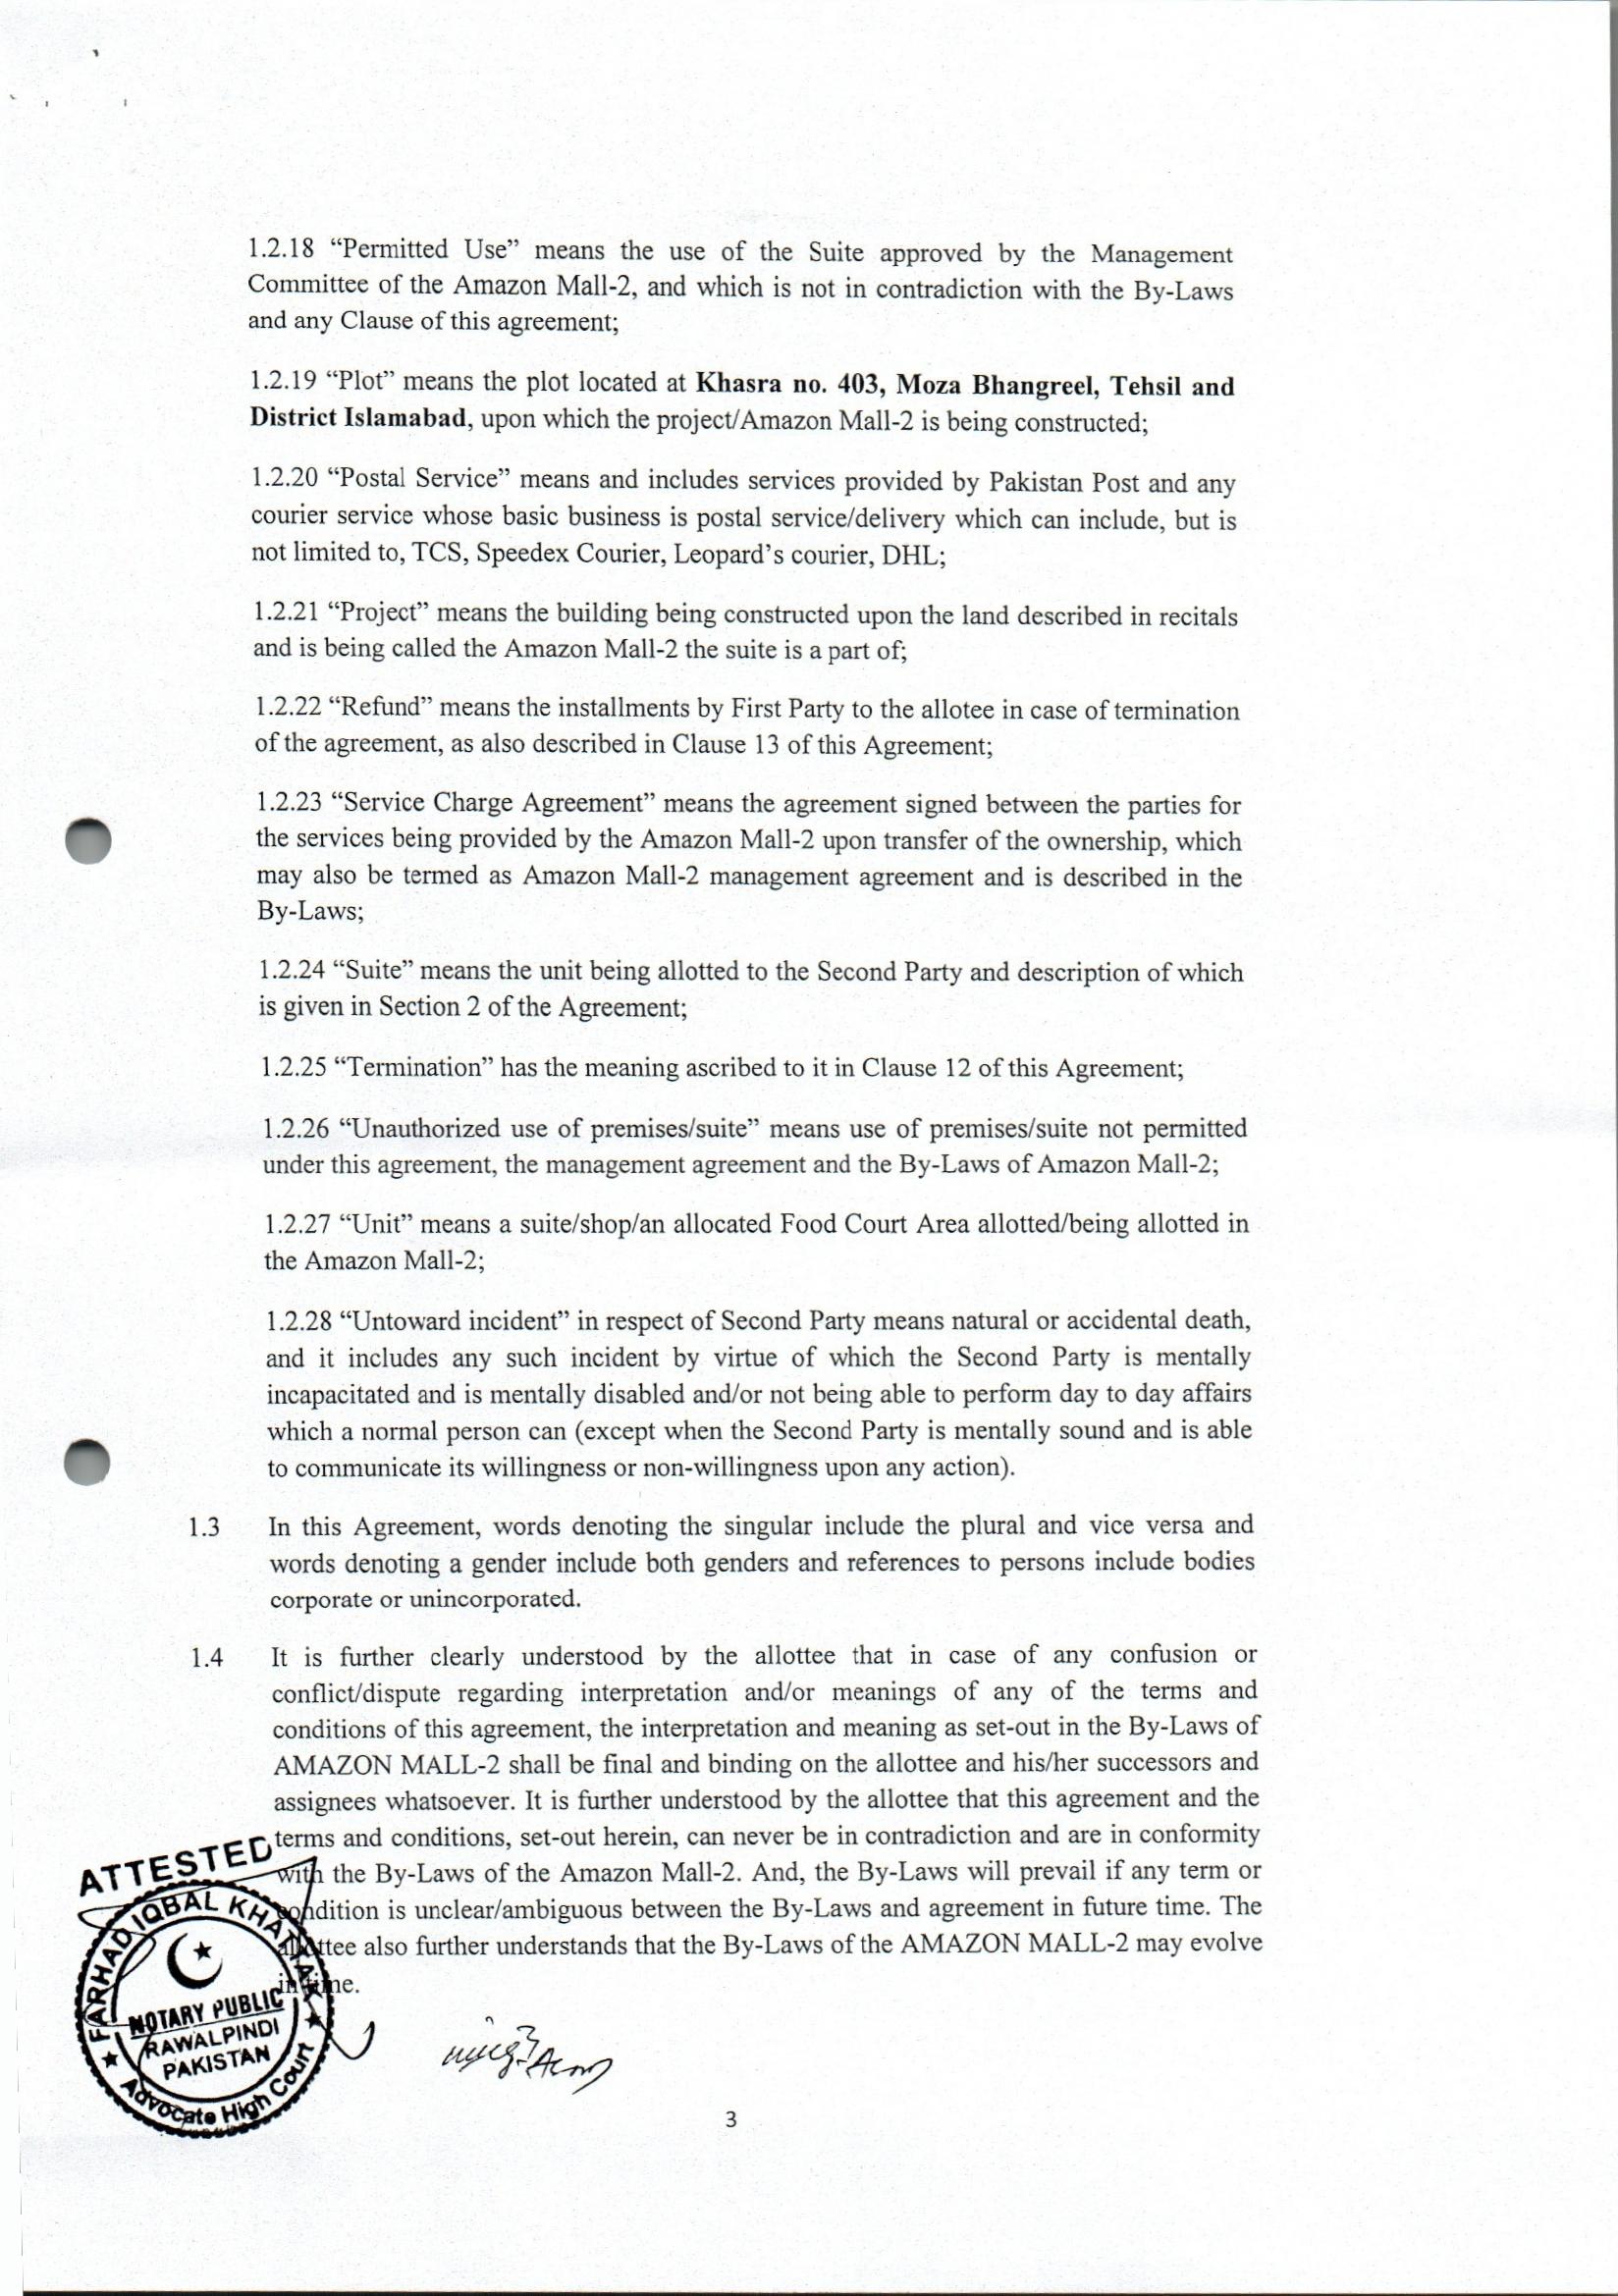 1.2.18 “Permitted Use” means the use of the Suite approved by the Management
Committee of the Amazon Mall-2, and which is not in contradiction with the By-Laws
and any Clause of this agreement;
1.2.19 “Plot” means the plot located at Khasra no. 403, Moza Bhangreel, Tehsil and
District Islamabad, upon which the project/Amazon Mall-2 is being constructed;
1.2.20 “Postal Service” means and includes services provided by Pakistan Post and any
courier service whose basic business is postal service/delivery which can include, but is
not limited to, TCS, Speedex Courier, Leopard’s courier, DHL;
1.2.21 “Project” means the building being constructed upon the land described in recitals
and is being called the Amazon Mall-2 the suite is a part of;
1.2.22 “Refund” means the installments by First Party to the allotee in case of termination
of the agreement, as also described in Clause 13 of this Agreement;
1.2.23 “Service Charge Agreement” means the agreement signed between the parties for
the services being provided by the Amazon Mall-2 upon transfer of the ownership, which
may also be termed as Amazon Mall-2 management agreement and is described in the
By-Laws;
1.2.24 “Suite” means the unit being allotted to the Second Party and description of which
is given in Section 2 of the Agreement;
1.2.25 “Termination” has the meaning ascribed to it in Clause 12 of this Agreement;
1.2.26 “Unauthorized use of premises/suite” means use of premises/suite not permitted
under this agreement, the management agreement and the By-Laws of Amazon Mall-2;
1.2.27 “Unit” means a suite/shop/an allocated Food Court Area allotted/being allotted in
the Amazon Mall-2;
1.2.28 “Untoward incident” in respect of Second Party means natural or accidental death,
and it includes any such incident by virtue of which the Second Party is mentally
incapacitated and is mentally disabled and/or not being able to perform day to day affairs
which a normal person can (except when the Second Party is mentally sound and is able
to communicate its willingness or non-willingness upon any action).
1.3 In this Agreement, words denoting the singular include the plural and vice versa and
words denoting a gender include both genders and references to persons include bodies
corporate or unincorporated.
1.4 It is further clearly understood by the allottee that in case of any confusion or
conflict/dispute regarding interpretation and/or meanings of any of the terms and
conditions of this agreement, the interpretation and meaning as set-out in the By-Laws of
AMAZON MALL-2 shall be final and binding on the allottee and his/her successors and
assignees whatsoever. It is further understood by the allottee that this agreement and the
terms and conditions, set-out herein, can never be in contradiction and are in conformity
with the By-Laws of the Amazon Mall-2. And, the By-Laws will prevail if any term or
condition is unclear/ambiguous between the By-Laws and agreement in future time. The
allottee also further understands that the By-Laws of the AMAZON MALL-2 may evolve
in time.
ATTESTED
FARHAD IQBAL KHATTAK
NOTARY PUBLIC
RAWALPINDI
PAKISTAN
Advocate High Court
3